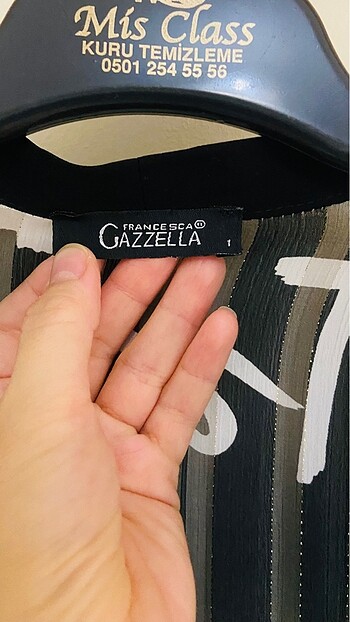 Mis Class
KURU TEMİZLEME
0501 254 55 56
FRANCESCA
GAZZELLA
1